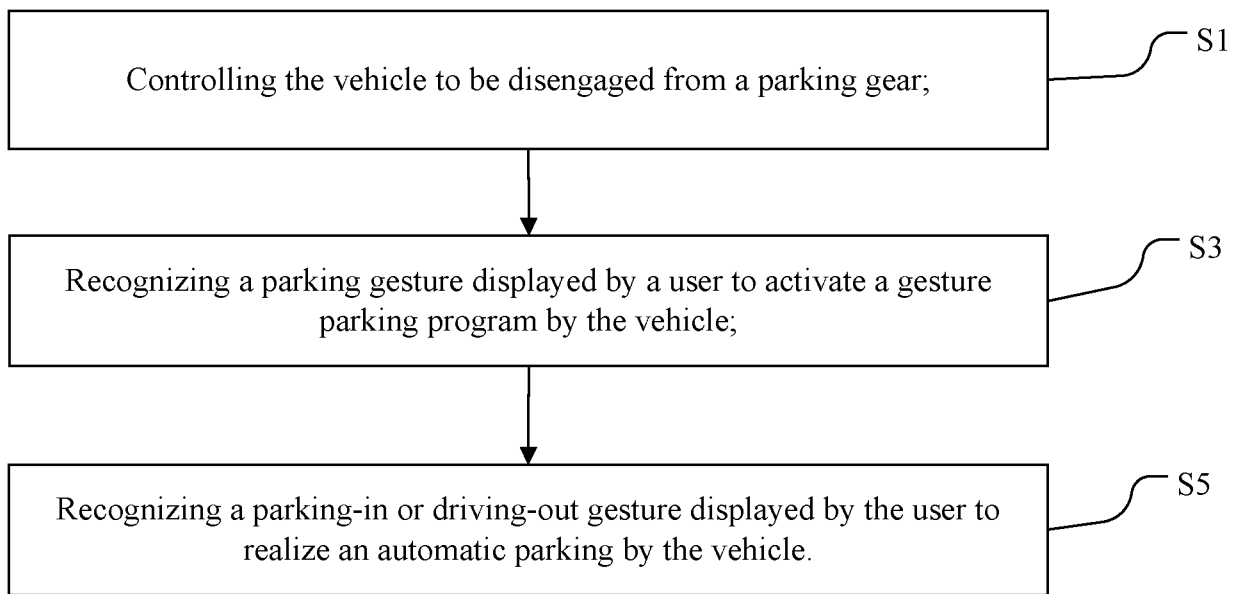 Controlling the vehicle to be disengaged from a parking gear;
S1
Recognizing a parking gesture displayed by a user to activate a gesture
parking program by the vehicle;
S3
Recognizing a parking-in or driving-out gesture displayed by the user to
realize an automatic parking by the vehicle.
S5